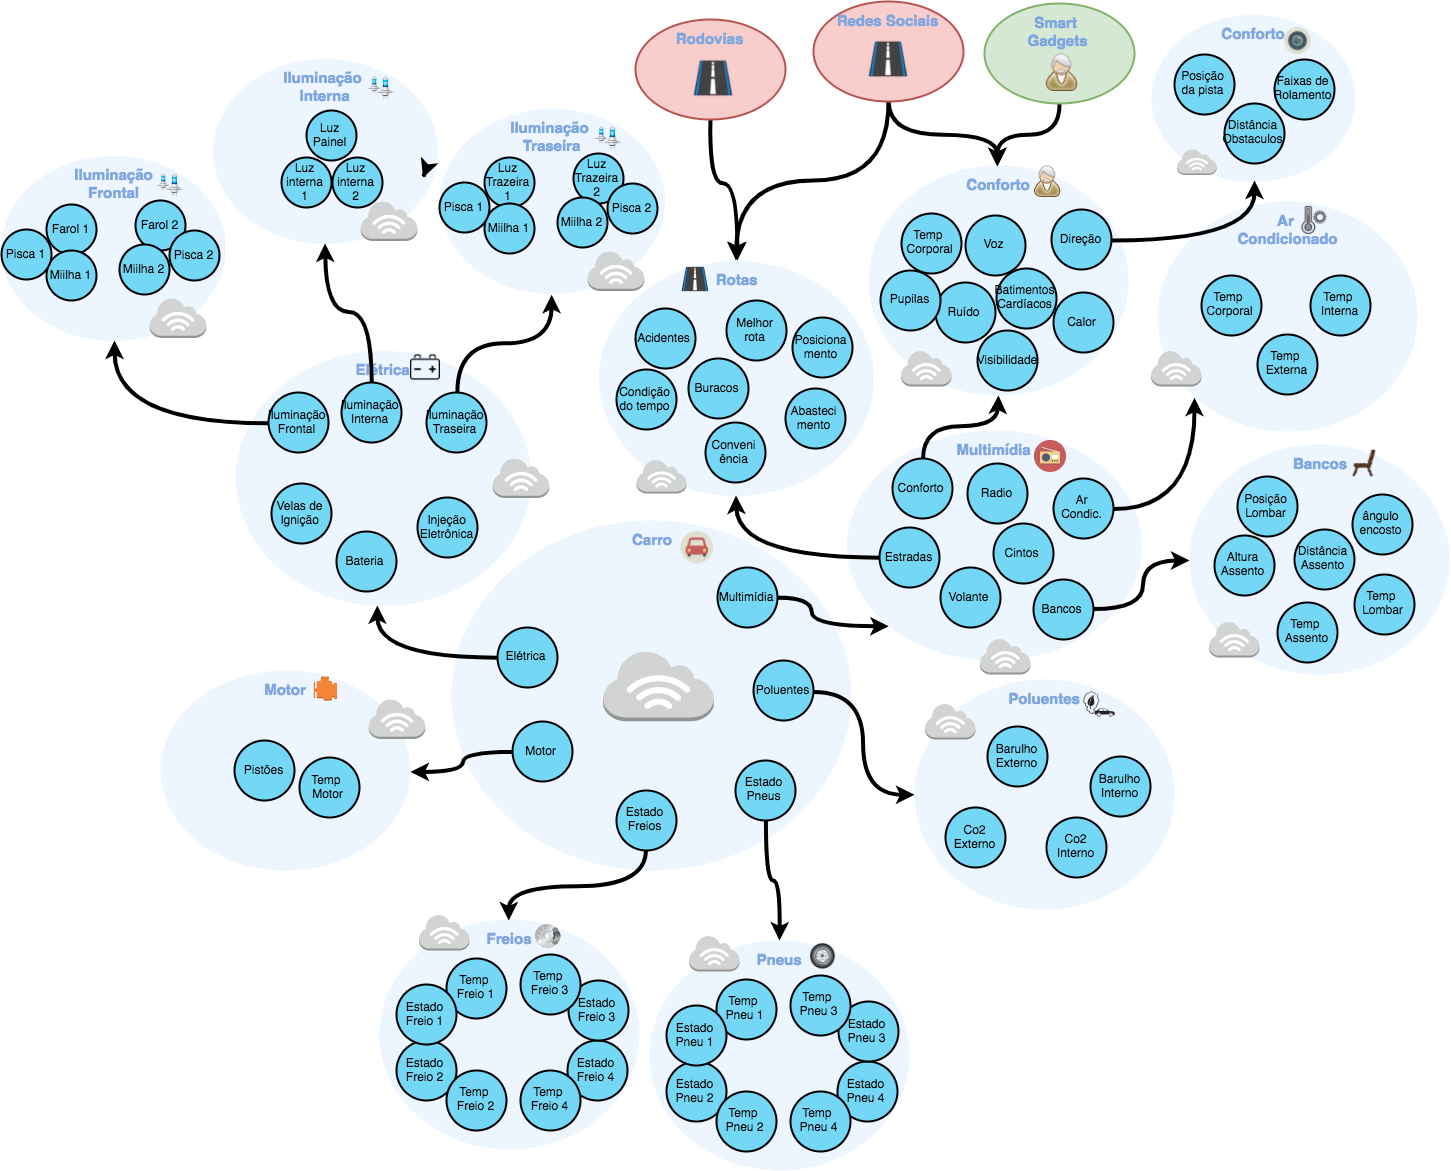 Rodovias
Redes Sociais
Smart
Gadgets
Conforto
Posição
da pista
Faixas de
Rolamento
Distância
Obstaculos
Iluminação
Interna
Luz
Painel
Luz
interna
1
Luz
interna
2
Iluminação
Traseira
Luz
Trazeira
1
Luz
Trazeira
2
Pisca 1
Miilha 1
Miilha 2
Pisca 2
Iluminação
Frontal
Farol 1
Farol 2
Pisca 1
Miilha 1
Miilha 2
Pisca 2
Conforto
Temp
Corporal
Voz
Direção
Pupilas
Ruído
Batimentos
Cardíacos
Calor
Visibilidade
Ar
Condicionado
Temp
Corporal
Temp
Interna
Temp
Externa
Rotas
Acidentes
Melhor
rota
Posiciona
mento
Condição
do tempo
Buracos
Abasteci
mento
Conveni
ência
Elétrica
Iluminação
Frontal
Iluminação
Interna
Iluminação
Traseira
Velas de
Ignição
Injeção
Eletrônica
Bateria
Multimídia
Conforto
Radio
Ar
Condic.
Estradas
Cintos
Volante
Bancos
Bancos
Posição
Lombar
ângulo
encosto
Altura
Assento
Distância
Assento
Temp
Lombar
Temp
Assento
Carro
Multimídia
Elétrica
Poluentes
Motor
Estado
Pneus
Estado
Freios
Motor
Pistões
Temp
Motor
Poluentes
Barulho
Externo
Barulho
Interno
Co2
Externo
Co2
Interno
Freios
Temp
Freio 1
Temp
Freio 3
Estado
Freio 1
Estado
Freio 3
Estado
Freio 2
Estado
Freio 4
Temp
Freio 2
Temp
Freio 4
Pneus
Temp
Pneu 1
Temp
Pneu 3
Estado
Pneu 1
Estado
Pneu 3
Estado
Pneu 2
Estado
Pneu 4
Temp
Pneu 2
Temp
Pneu 4